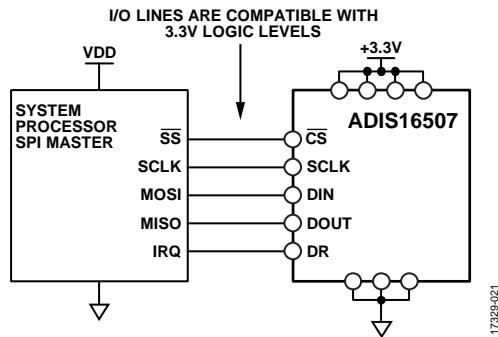 I/O LINES ARE COMPATIBLE WITH
3.3V LOGIC LEVELS
VDD
+3.3V
SYSTEM
PROCESSOR
SPI MASTER
ADIS16507
SS
CS
SCLK
SCLK
MOSI
DIN
MISO
DOUT
IRQ
DR
17329-021